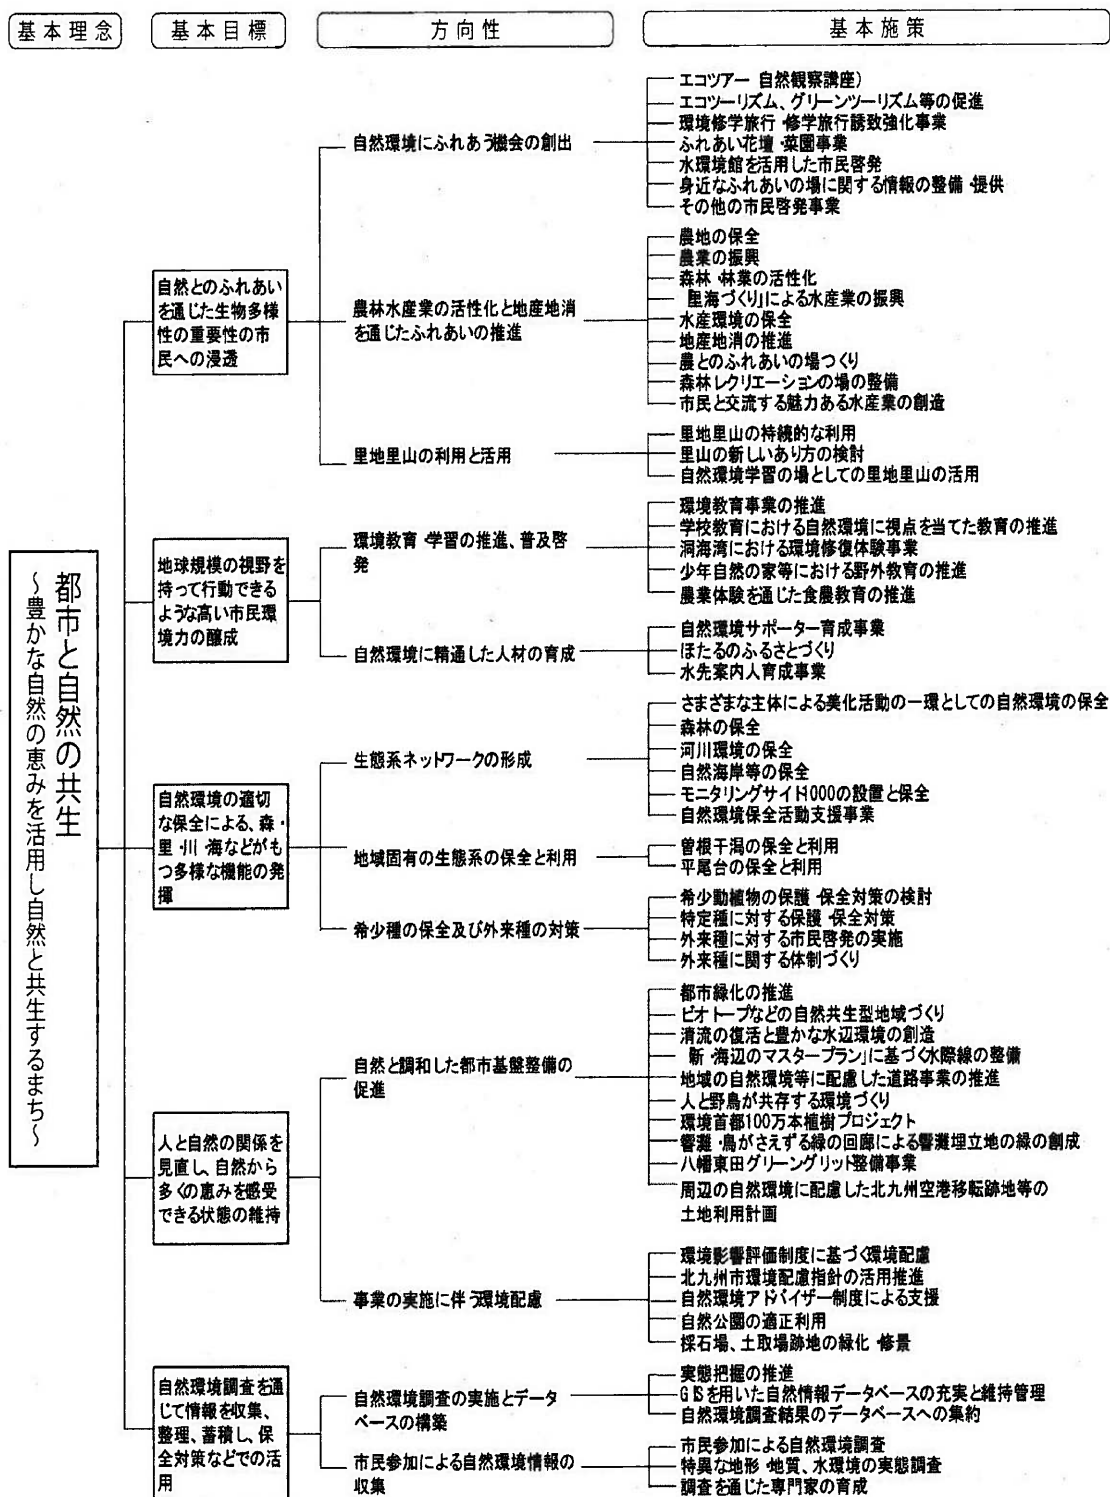 基本理念
基本目標
方向性
基本施策
都市と自然の共生
～豊かな自然の恵みを活用し自然と共生するまち～
自然とのふれあい
を通じた生物多様
性の重要性の市
民への浸透
自然環境にふれあう機会の創出
エコツアー 自然観察講座）
エコツーリズム、グリーンツーリズム等の促進
環境修学旅行・修学旅行誘致強化事業
ふれあい花壇・菜園事業
水環境館を活用した市民啓発
身近なふれあいの場に関する情報の整備・提供
その他の市民啓発事業
農林水産業の活性化と地産地消
を通じたふれあいの推進
農地の保全
農業の振興
森林・林業の活性化
「里海づくり」による水産業の振興
水産環境の保全
地産地消の推進
農とのふれあいの場つくり
森林レクリエーションの場の整備
市民と交流する魅力ある水産業の創造
里地里山の利用と活用
里地里山の持続的な利用
里山の新しいあり方の検討
自然環境学習の場としての里地里山の活用
地球規模の視野を
持って行動できる
ような高い市民環
境力の醸成
環境教育・学習の推進、普及啓
発
環境教育事業の推進
学校教育における自然環境に視点を当てた教育の推進
洞海湾における環境修復体験事業
少年自然の家等における野外教育の推進
農業体験を通じた食農教育の推進
自然環境に精通した人材の育成
自然環境サポーター育成事業
ほたるのふるさとづくり
水先案内人育成事業
自然環境の適切
な保全による、森・
里・川・海などがも
つ多様な機能の発
揮
生態系ネットワークの形成
さまざまな主体による美化活動の一環としての自然環境の保全
森林の保全
河川環境の保全
自然海岸等の保全
モニタリングサイト000の設置と保全
自然環境保全活動支援事業
地域固有の生態系の保全と利用
曽根干潟の保全と利用
平尾台の保全と利用
希少種の保全及び外来種の対策
希少動植物の保護・保全対策の検討
特定種に対する保護・保全対策
外来種に対する市民啓発の実施
外来種に関する体制づくり
人と自然の関係を
見直し、自然から
多くの恵みを感受
できる状態の維持
自然と調和した都市基盤整備の
促進
都市緑化の推進
ビオトープなどの自然共生型地域づくり
清流の復活と豊かな水辺環境の創造
「新・海辺のマスタープラン」に基づく水際線の整備
地域の自然環境等に配慮した道路事業の推進
人と野鳥が共存する環境づくり
環境首都100万本植樹プロジェクト
響灘・鳥がさえずる緑の回廊による響灘埋立地の緑の創成
八幡東田グリーングリット整備事業
周辺の自然環境に配慮した北九州空港移転跡地等の
土地利用計画
事業の実施に伴う環境配慮
環境影響評価制度に基づく環境配慮
北九州市環境配慮指針の活用推進
自然環境アドバイザー制度による支援
自然公園の適正利用
採石場、土取場跡地の緑化・修景
自然環境調査を通
じて情報を収集、
整理、蓄積し、保
全対策などでの活
用
自然環境調査の実施とデータ
ベースの構築
実態把握の推進
GISを用いた自然情報データベースの充実と維持管理
自然環境調査結果のデータベースへの集約
市民参加による自然環境情報の
収集
市民参加による自然環境調査
特異な地形・地質、水環境の実態調査
調査を通じた専門家の育成